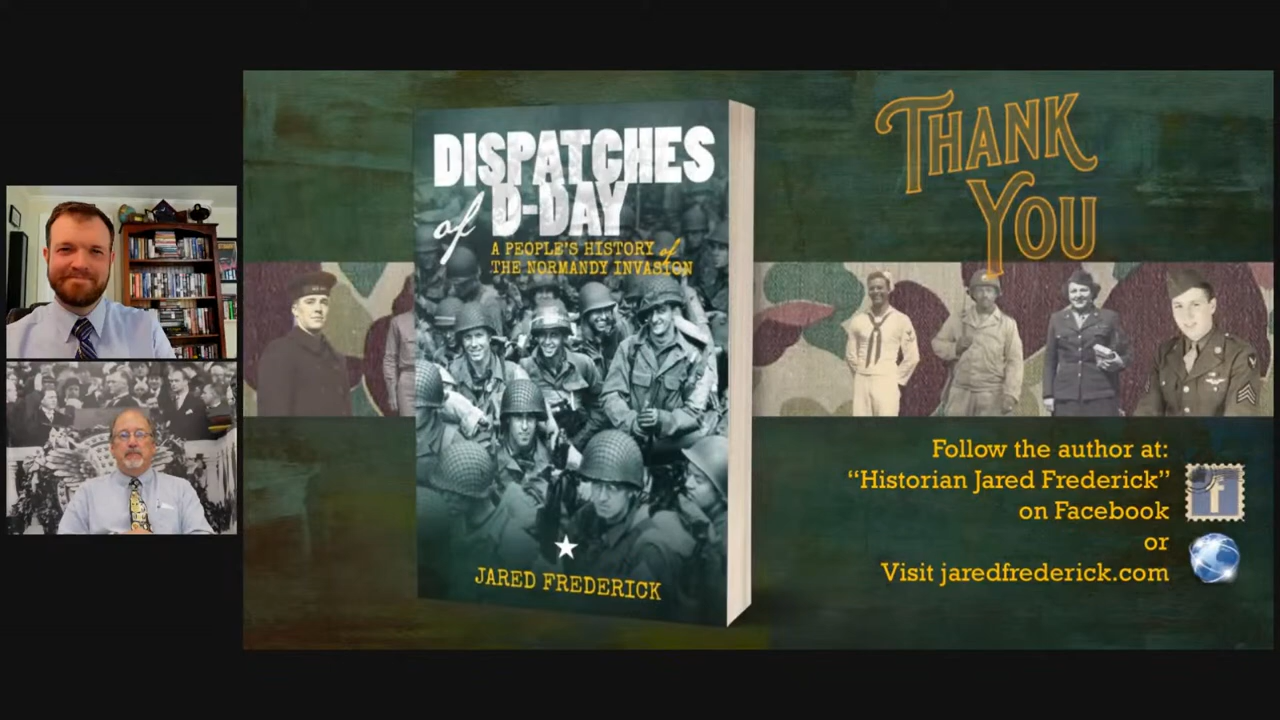 DISPATCHES
of D-DAY
A PEOPLE'S HISTORY of
THE NORMANDY INVASION
JARED FREDERICK
THANK
YOU
Follow the author at:
“Historian Jared Frederick”
on Facebook
or
Visit jaredfrederick.com
f